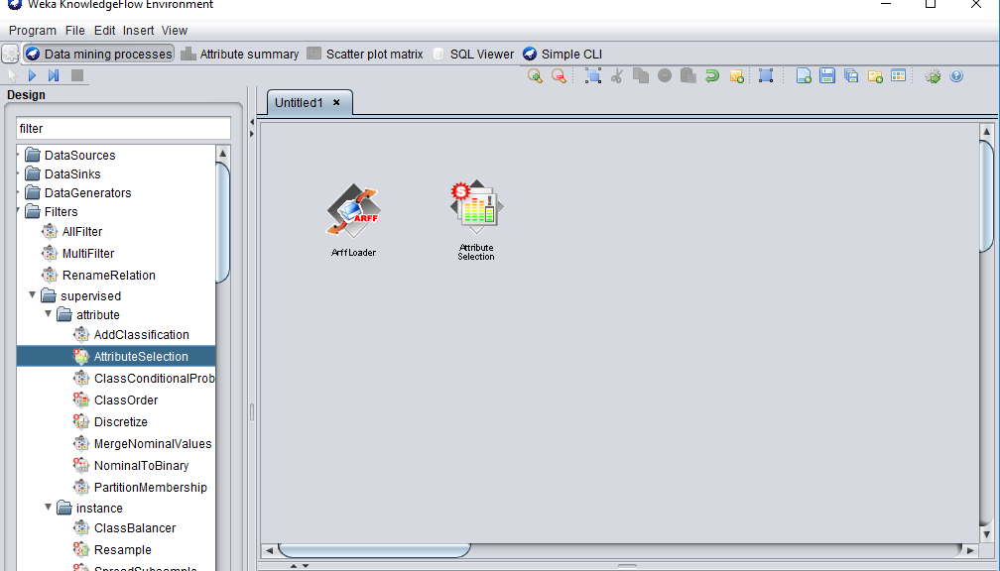 Weka KnowledgeFlow Environment
Program File Edit Insert View
Data mining processes Attribute summary Scatter plot matrix SQL Viewer Simple CLI
Design
Untitled1
filter
DataSources
DataSinks
DataGenerators
Filters
AllFilter
MultiFilter
RenameRelation
supervised
attribute
AddClassification
AttributeSelection
ClassConditionalProb
ClassOrder
Discretize
MergeNominalValues
NominalToBinary
PartitionMembership
instance
ClassBalancer
Resample
SpreadSubsample
ARFF
ArffLoader
S
Attribute
Selection